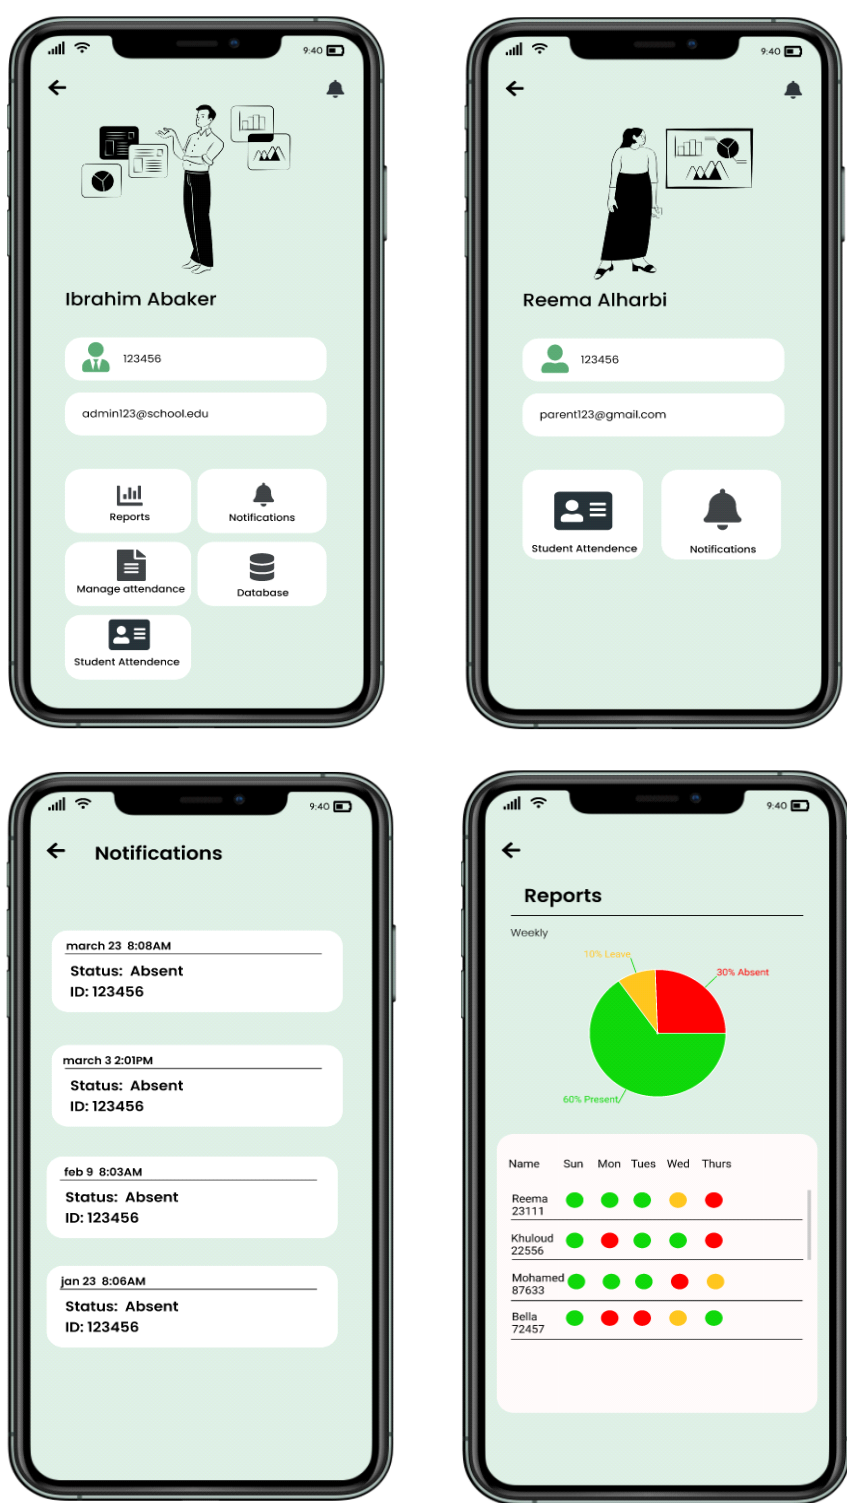 9:40
Ibrahim Abaker
123456
admin123@school.edu
Reports
Notifications
Manage attendance
Database
Student Attendence
9:40
Reema Alharbi
123456
parent123@gmail.com
Student Attendence
Notifications
9:40
Notifications
march 23 8:08AM
Status: Absent
ID: 123456
march 3 2:01PM
Status: Absent
ID: 123456
feb 9 8:03AM
Status: Absent
ID: 123456
jan 23 8:06AM
Status: Absent
ID: 123456
9:40
Reports
Weekly
10% Leave
30% Absent
60% Present
Name Sun Mon Tues Wed Thurs
Reema
23111
Khuloud
22556
Mohamed
87633
Bella
72457